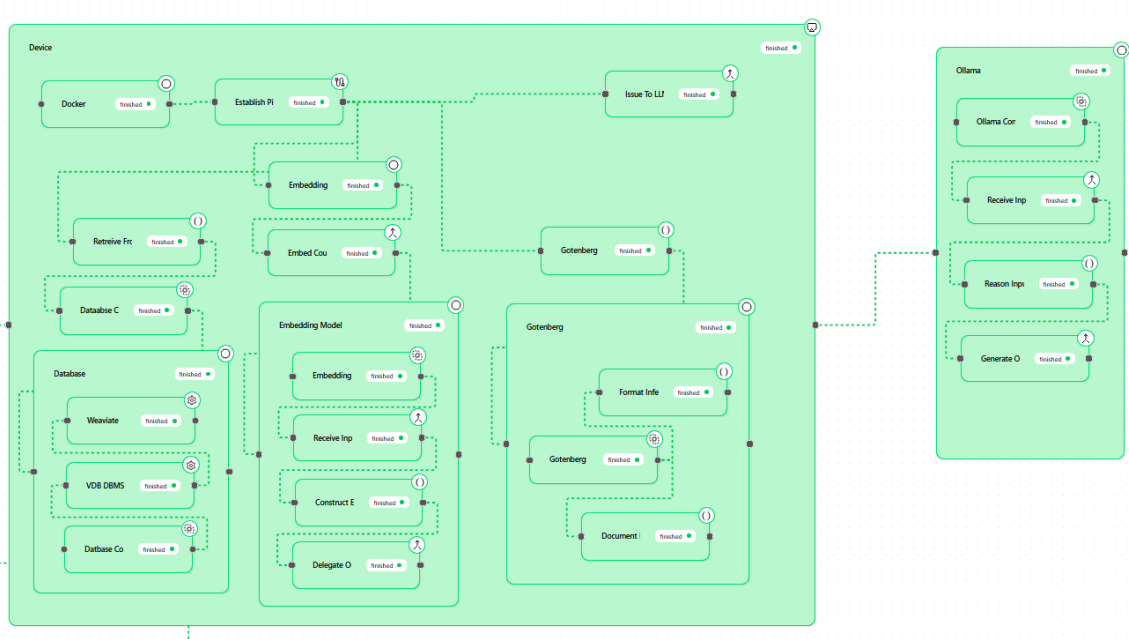 Device
finished
Ollama
finished
Docker
finished
Establish Pi
finished
Issue To LLM
finished
Ollama Cor
finished
Embedding
finished
Receive Inp
finished
Retreive Frc
finished
Embed Cou
finished
Gotenberg
finished
Reason Inpu
finished
Dataabse C
finished
Embedding Model
finished
Gotenberg
finished
Generate O
finished
Database
finished
Weaviate
finished
Embedding
finished
Format Infe
finished
Receive Inp
finished
Gotenberg
finished
VDB DBMS
finished
Construct E
finished
Datbase Co
finished
Document
finished
Delegate O
finished